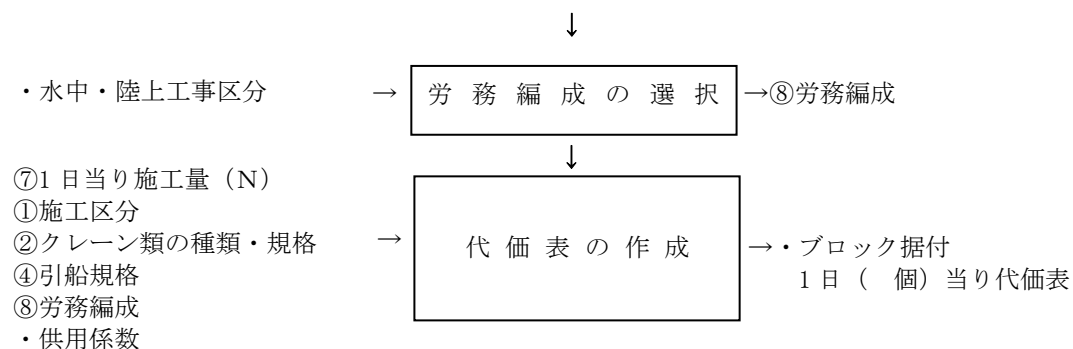 ↓
・水中・陸上工事区分 → 労務編成の選択 →⑧労務編成
↓
⑦1日当り施工量（N）
①施工区分
②クレーン類の種類・規格 → 代価表の作成 →・ブロック据付
④引船規格 1日（　個）当り代価表
⑧労務編成
・供用係数